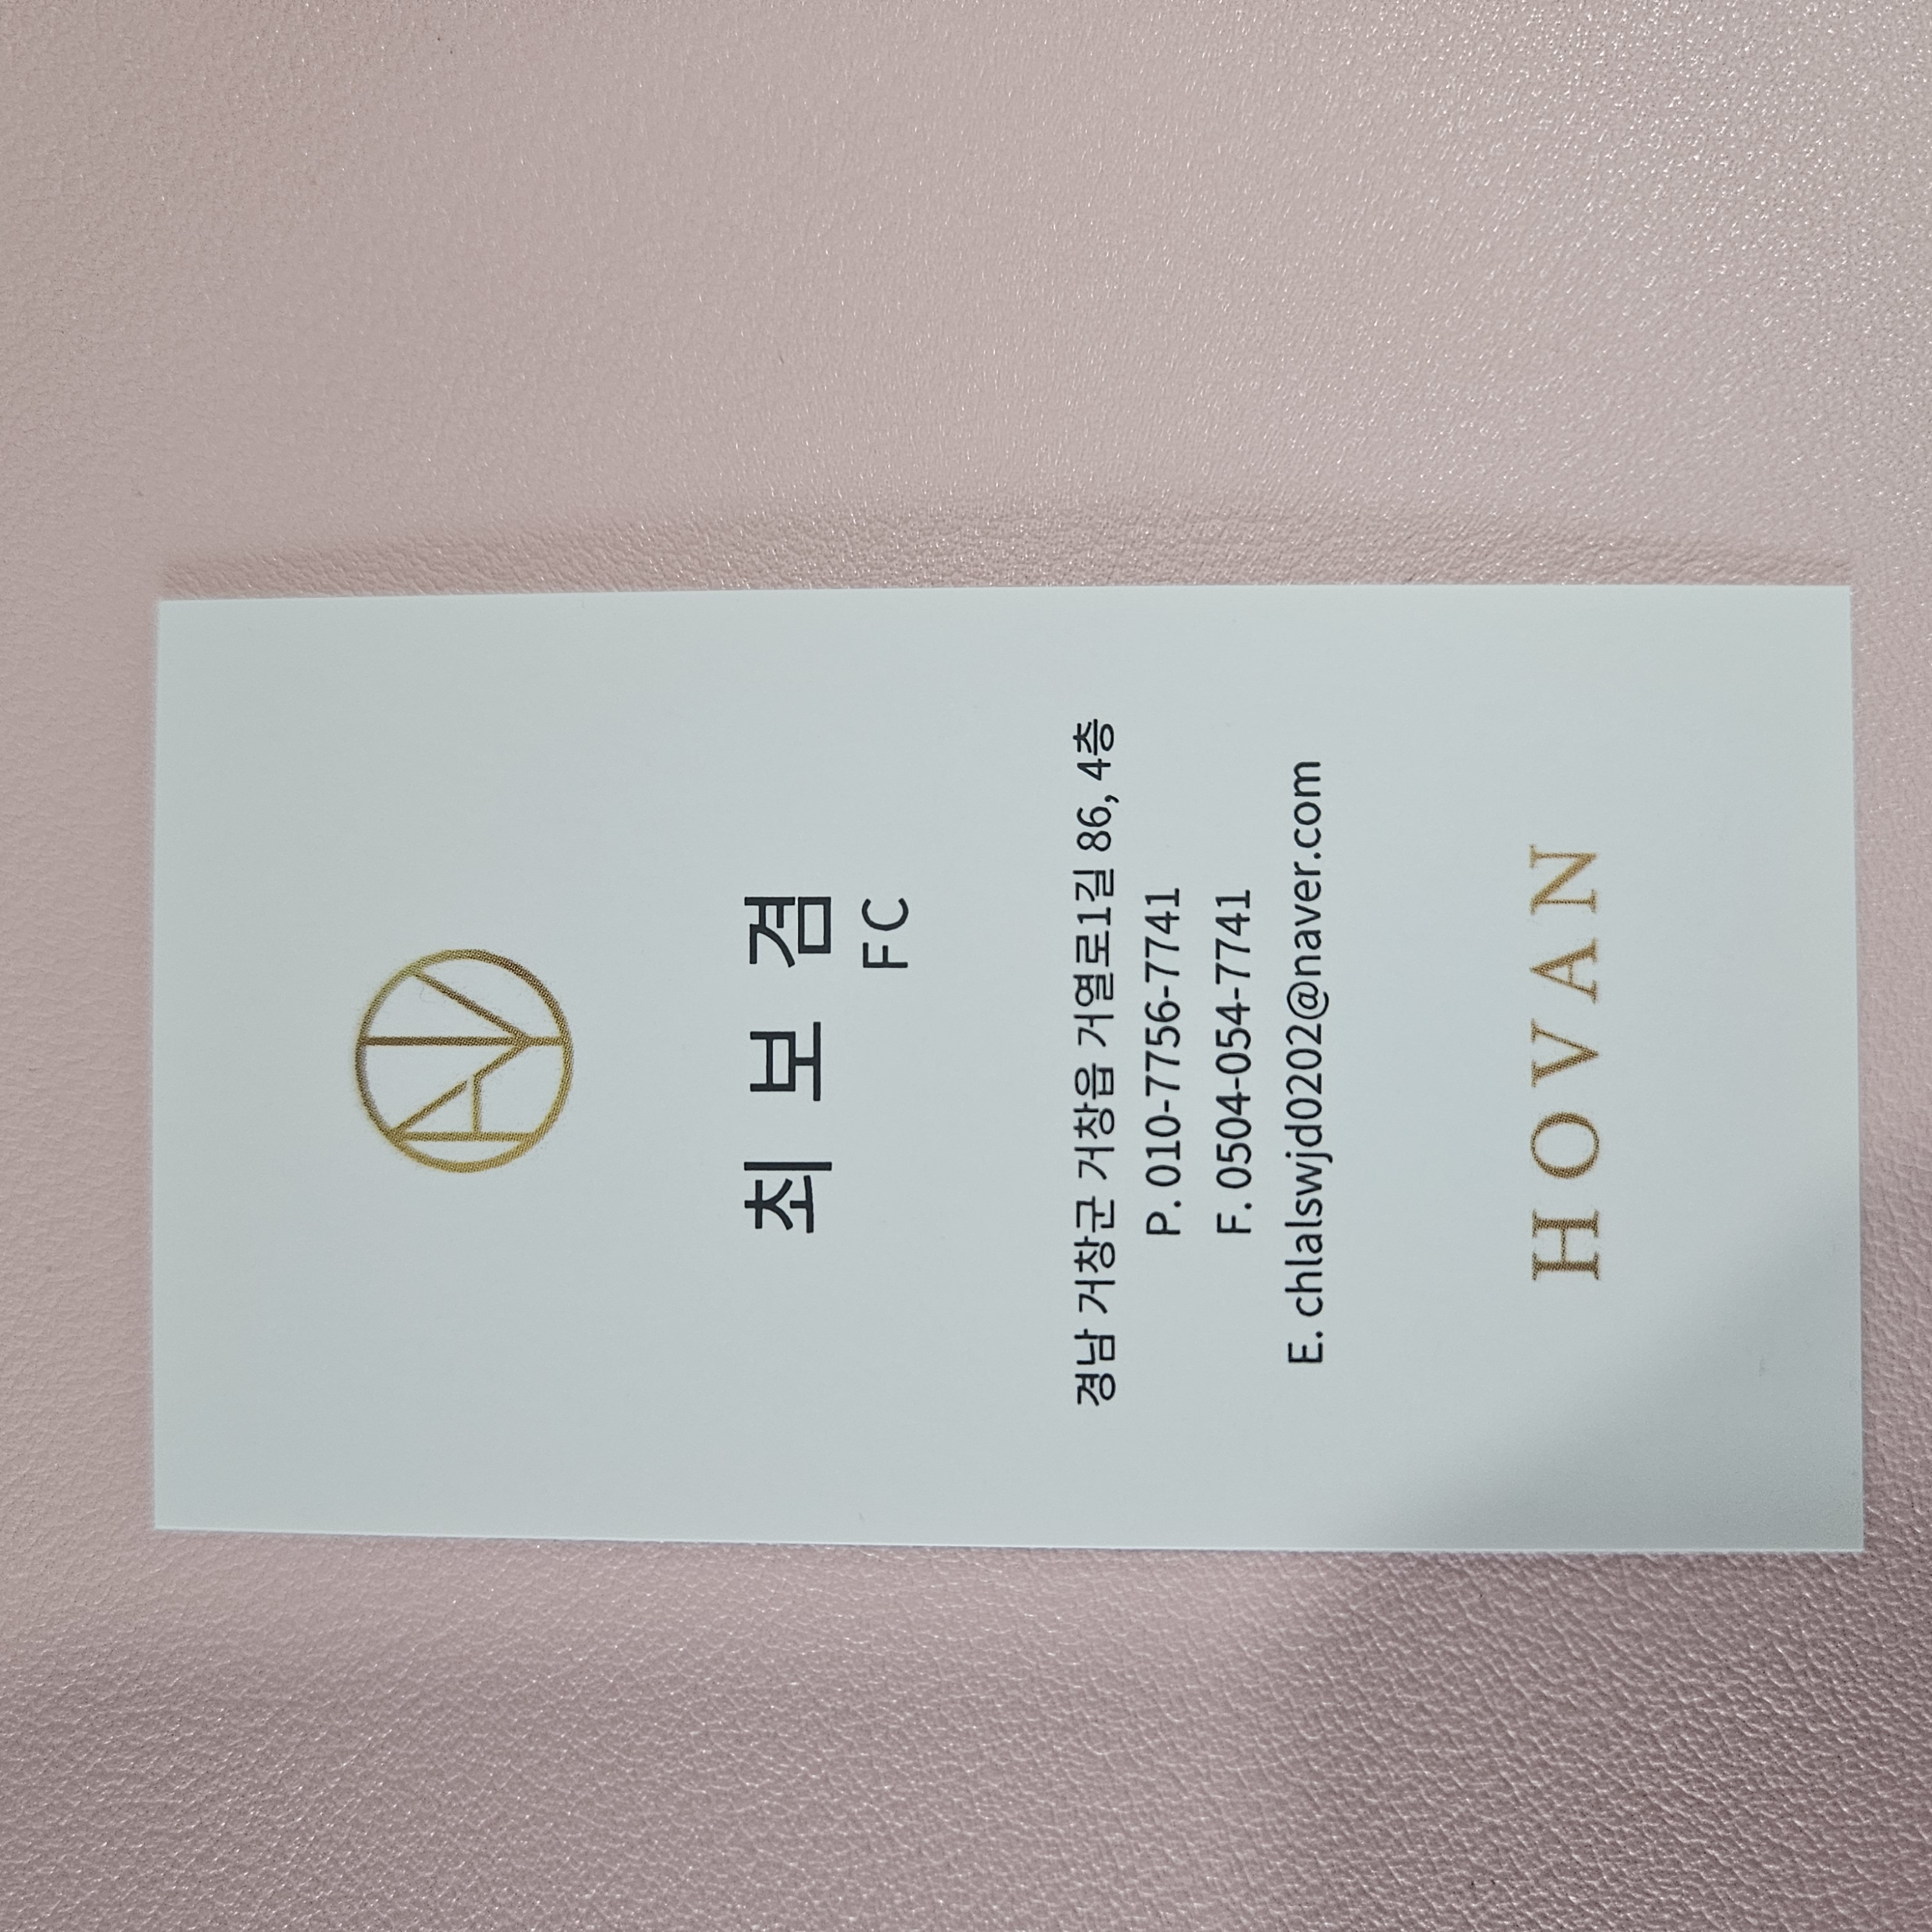 최 보 겸
FC
경남 거창군 거창읍 거열로1길 86, 4층
P. 010-7756-7741
F. 0504-054-7741
E. chlalswjd0202@naver.com
HOVAN